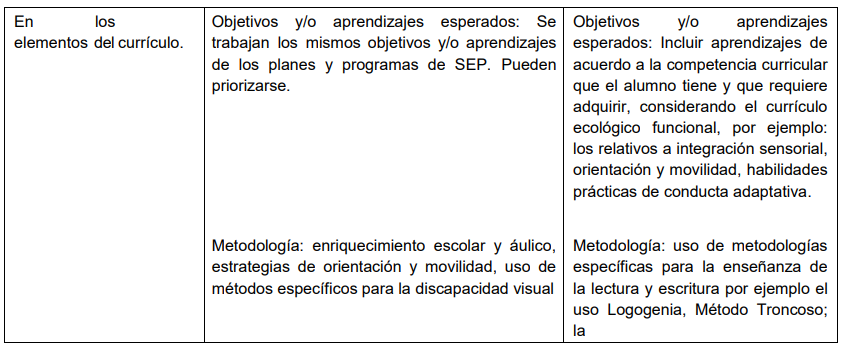 En los
elementos del currículo.
Objetivos y/o aprendizajes esperados: Se
trabajan los mismos objetivos y/o aprendizajes
de los planes y programas de SEP. Pueden
priorizarse.
Metodología: enriquecimiento escolar y áulico,
estrategias de orientación y movilidad, uso de
métodos específicos para la discapacidad visual
Objetivos y/o aprendizajes
esperados: Incluir aprendizajes de
acuerdo a la competencia curricular
que el alumno tiene y que requiere
adquirir, considerando el currículo
ecológico funcional, por ejemplo:
los relativos a integración sensorial,
orientación y movilidad, habilidades
prácticas de conducta adaptativa.
Metodología: uso de metodologías
específicas para la enseñanza de
la lectura y escritura por ejemplo el
uso Logogenia, Método Troncoso;
la